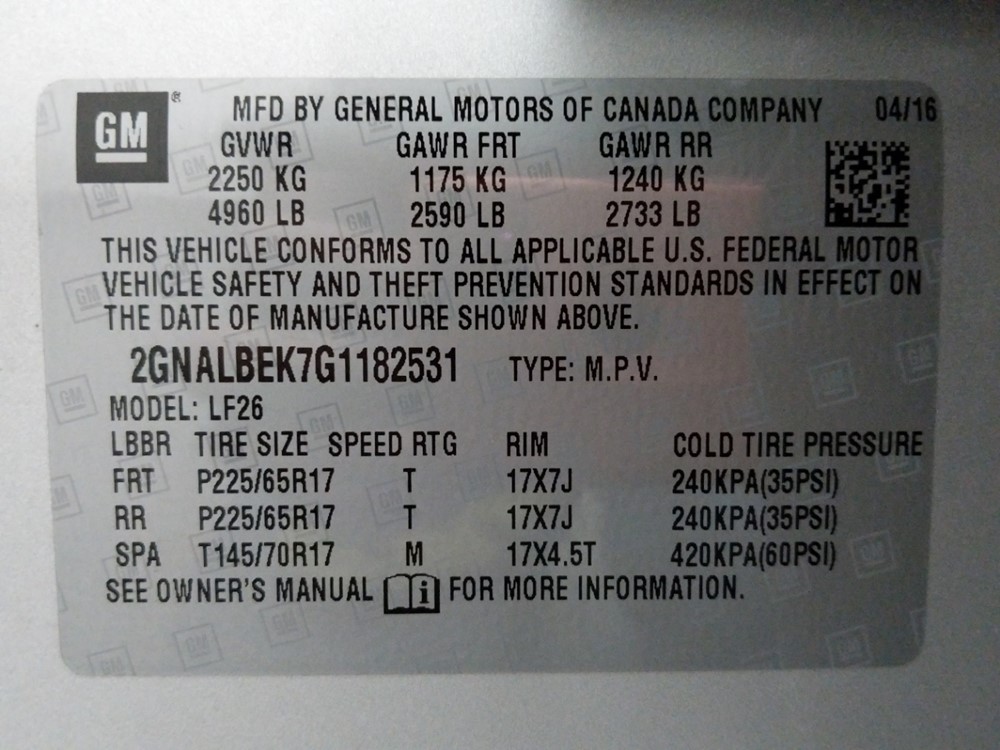 GM ® MFD BY GENERAL MOTORS OF CANADA COMPANY 04/16
GVWR GAWR FRT GAWR RR
2250 KG 1175 KG 1240 KG
4960 LB 2590 LB 2733 LB
THIS VEHICLE CONFORMS TO ALL APPLICABLE U.S. FEDERAL MOTOR
VEHICLE SAFETY AND THEFT PREVENTION STANDARDS IN EFFECT ON
THE DATE OF MANUFACTURE SHOWN ABOVE.
2GNALBEK7G1182531 TYPE: M.P.V.
MODEL: LF26
LBBR TIRE SIZE SPEED RTG RIM COLD TIRE PRESSURE
FRT P225/65R17 T 17X7J 240KPA(35PSI)
RR P225/65R17 T 17X7J 240KPA(35PSI)
SPA T145/70R17 M 17X4.5T 420KPA(60PSI)
SEE OWNER'S MANUAL i FOR MORE INFORMATION.